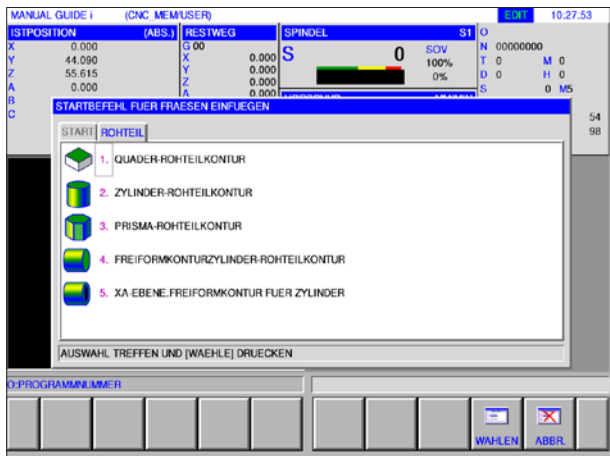 MANUAL GUIDE i (CNC_MEM/USER) EDIT 10:27.53
ISTPOSITION (ABS.) RESTWEG SPINDEL S1 O
X 0.000 G 00 S 0 SOV N 00000000
Y 44.090 X 0.000 100% T 0 M 0
Z 55.615 Y 0.000 0% D 0 H 0
A 0.000 Z 0.000 S 0 M5
B A 0.000
C 54
98
STARTBEFEHL FUER FRAESEN EINFUEGEN
START ROHTEIL
1. QUADER-ROHTEILKONTUR
2. ZYLINDER-ROHTEILKONTUR
3. PRISMA-ROHTEILKONTUR
4. FREIFORMKONTURZYLINDER-ROHTEILKONTUR
5. XA-EBENE.FREIFORMKONTUR FUER ZYLINDER
AUSWAHL TREFFEN UND [WAEHLE] DRUECKEN
O:PROGRAMMNUMMER
WAHLEN ABBR.